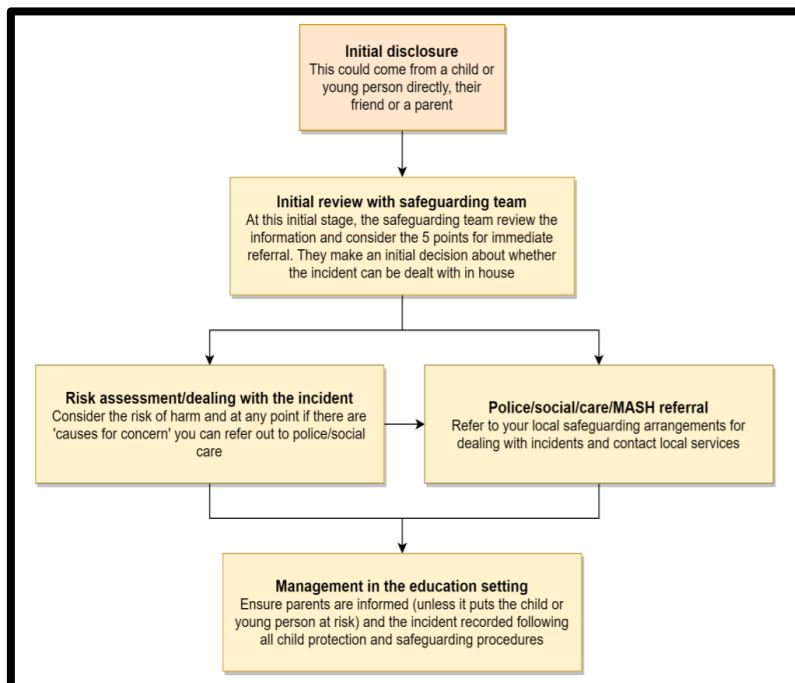 Initial disclosure
This could come from a child or
young person directly, their
friend or a parent
Initial review with safeguarding team
At this initial stage, the safeguarding team review the
information and consider the 5 points for immediate
referral. They make an initial decision about whether
the incident can be dealt with in house
Risk assessment/dealing with the incident
Consider the risk of harm and at any point if there are
'causes for concern' you can refer out to police/social
care
Police/social/care/MASH referral
Refer to your local safeguarding arrangements for
dealing with incidents and contact local services
Management in the education setting
Ensure parents are informed (unless it puts the child or
young person at risk) and the incident recorded following
all child protection and safeguarding procedures